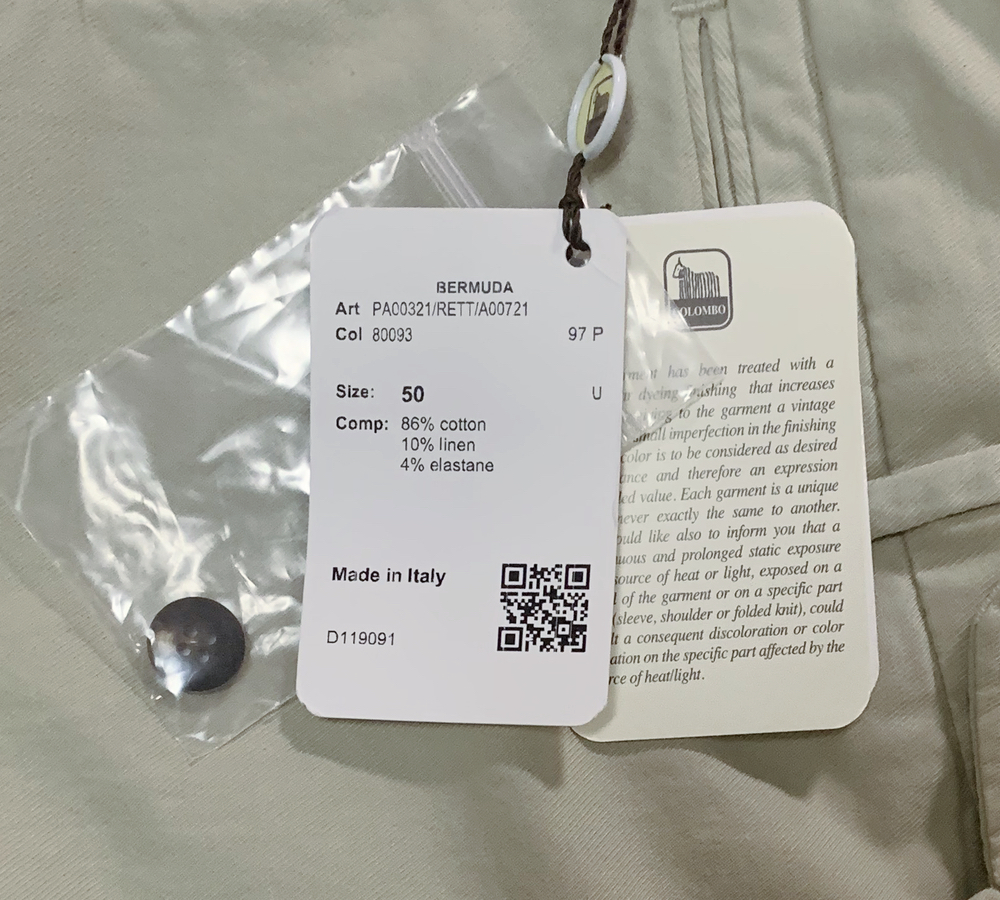 BERMUDA
Art PA00321/RETT/A00721
Col 80093 97 P
Size: 50 U
Comp: 86% cotton
10% linen
4% elastane
Made in Italy
D119091
OLOMBO
has been treated with a
dyeing that increases
to the garment a vintage
small imperfection in the finishing
color is to be considered as desired
and therefore an expression
value. Each garment is a unique
never exactly the same to another.
like also to inform you that a
and prolonged static exposure
source of heat or light, exposed on a
of the garment or on a specific part
(sleeve, shoulder or folded knit), could
a consequent discoloration or color
on the specific part affected by the
of heat/light.